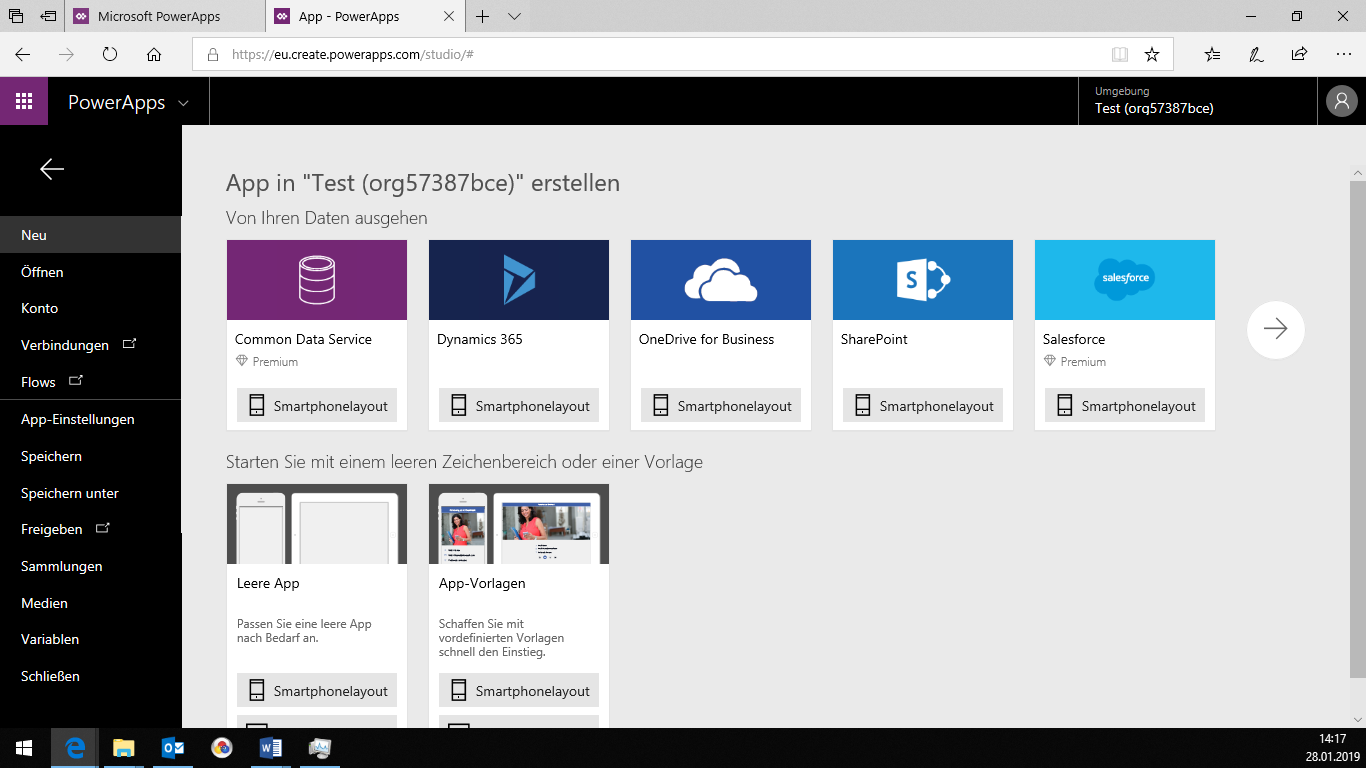 Microsoft PowerApps
App - PowerApps
https://eu.create.powerapps.com/studio/#
PowerApps
Umgebung
Test (org57387bce)
Neu
Öffnen
Konto
Verbindungen
Flows
App-Einstellungen
Speichern
Speichern unter
Freigeben
Sammlungen
Medien
Variablen
Schließen
App in "Test (org57387bce)" erstellen
Von Ihren Daten ausgehen
Common Data Service
Premium
Smartphonelayout
Dynamics 365
Smartphonelayout
OneDrive for Business
Smartphonelayout
S
SharePoint
Smartphonelayout
salesforce
Salesforce
Premium
Smartphonelayout
Starten Sie mit einem leeren Zeichenbereich oder einer Vorlage
Leere App
Passen Sie eine leere App
nach Bedarf an.
Smartphonelayout
App-Vorlagen
Schaffen Sie mit
vordefinierten Vorlagen
schnell den Einstieg.
Smartphonelayout
14:17
28.01.2019